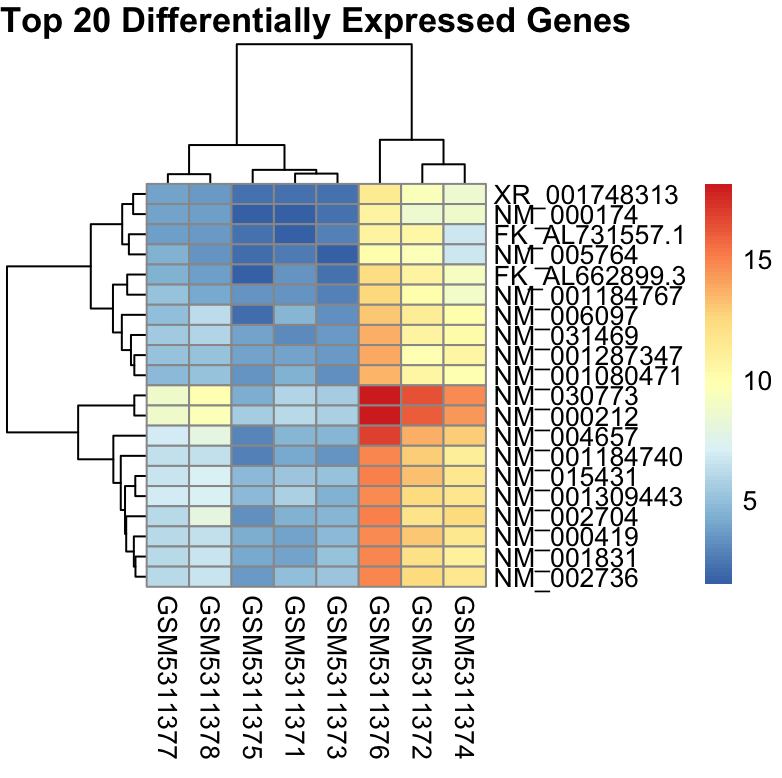 Top 20 Differentially Expressed Genes
XR_001748313
NM_000174
FK_AL731557.1
NM_005764
FK_AL662899.3
NM_001184767
NM_006097
NM_031469
NM_001287347
NM_001080471
NM_030773
NM_000212
NM_004657
NM_001184740
NM_015431
NM_001309443
NM_002704
NM_000419
NM_001831
NM_002736
15
10
5
GSM5311377
GSM5311378
GSM5311375
GSM5311371
GSM5311373
GSM5311376
GSM5311372
GSM5311374